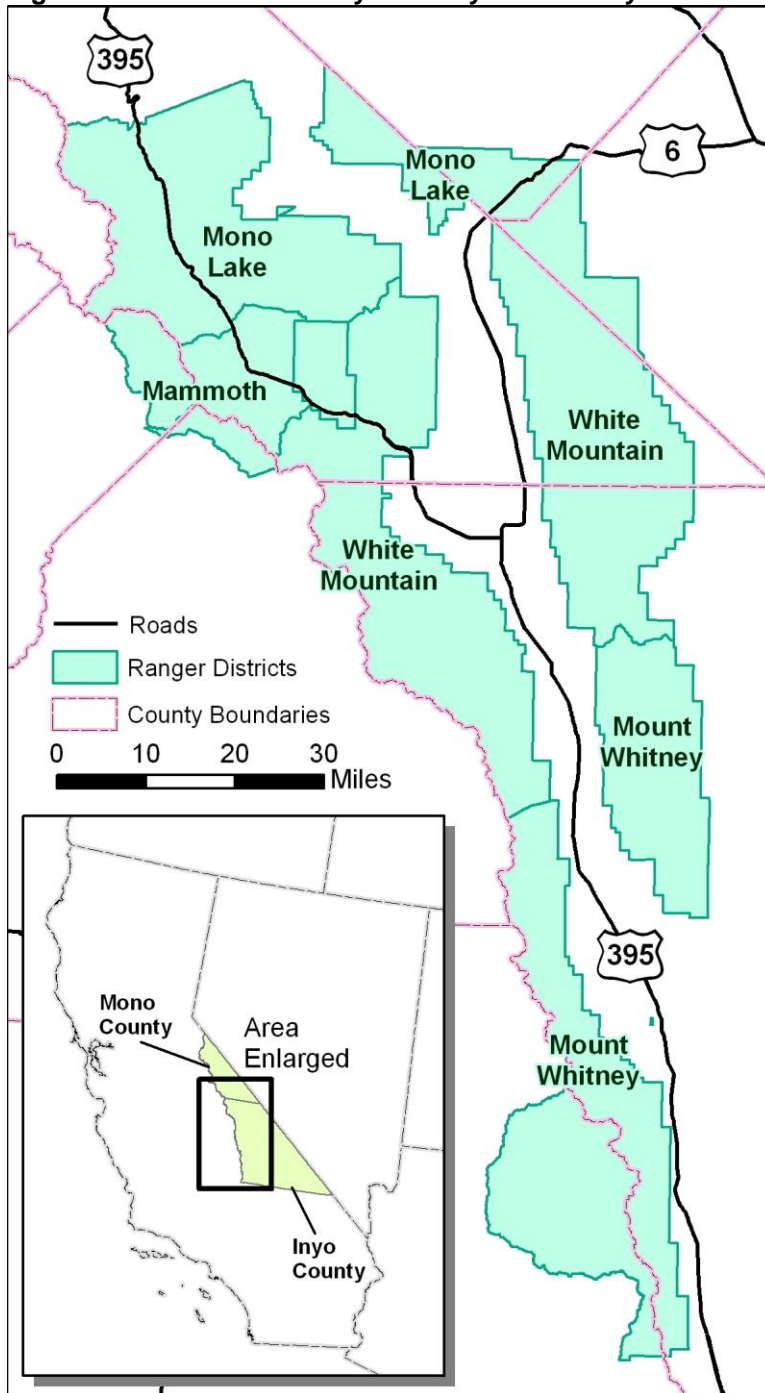 395
6
Mono
Lake
Mono
Lake
Mammoth
White
Mountain
White
Mountain
Roads
Ranger Districts
County Boundaries
0 10 20 30
Miles
Mount
Whitney
395
Mono
County
Area
Enlarged
Inyo
County
Mount
Whitney